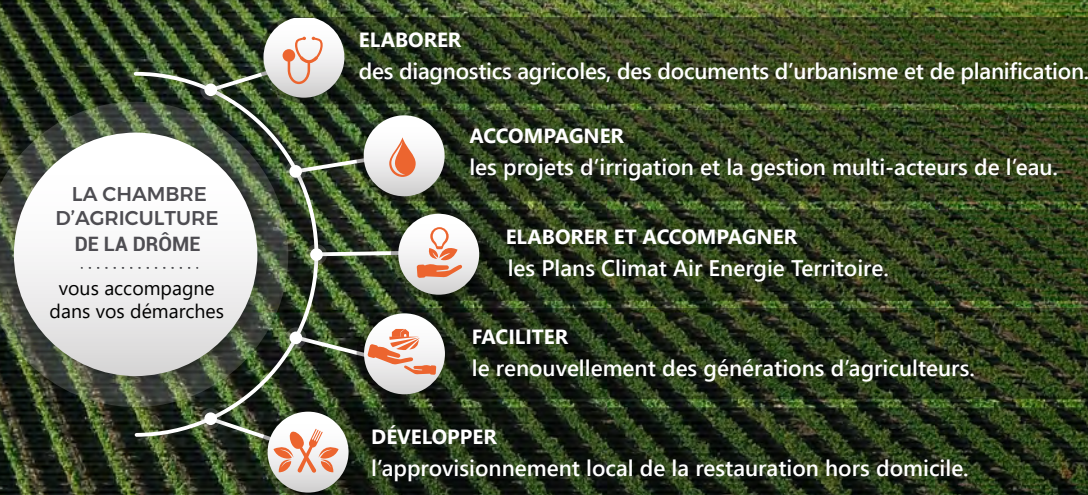 LA CHAMBRE
D'AGRICULTURE
DE LA DRÔME
vous accompagne
dans vos démarches
ELABORER
des diagnostics agricoles, des documents d'urbanisme et de planification.
ACCOMPAGNER
les projets d'irrigation et la gestion multi-acteurs de l'eau.
ELABORER ET ACCOMPAGNER
les Plans Climat Air Energie Territoire.
FACILITER
le renouvellement des générations d'agriculteurs.
DÉVELOPPER
l'approvisionnement local de la restauration hors domicile.